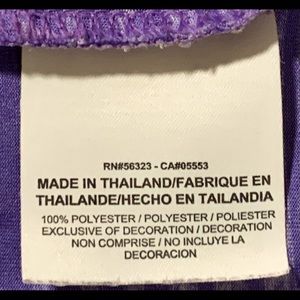 RN#56323 - CA#05553
MADE IN THAILAND/FABRIQUE EN
THAILANDE/HECHO EN TAILANDIA
100% POLYESTER / POLYESTER / POLIESTER
EXCLUSIVE OF DECORATION / DECORATION
NON COMPRISE / NO INCLUYE LA
DECORACION